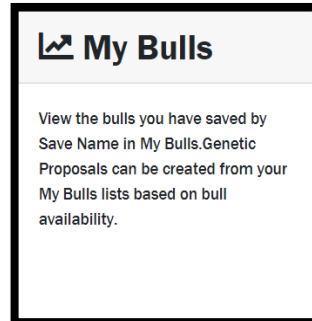 My Bulls
View the bulls you have saved by
Save Name in My Bulls.Genetic
Proposals can be created from your
My Bulls lists based on bull
availability.